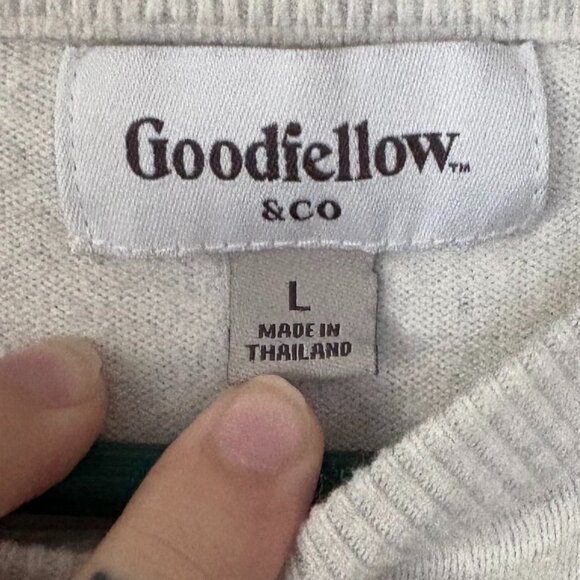 Goodfellow™
&CO
L
MADE IN
THAILAND